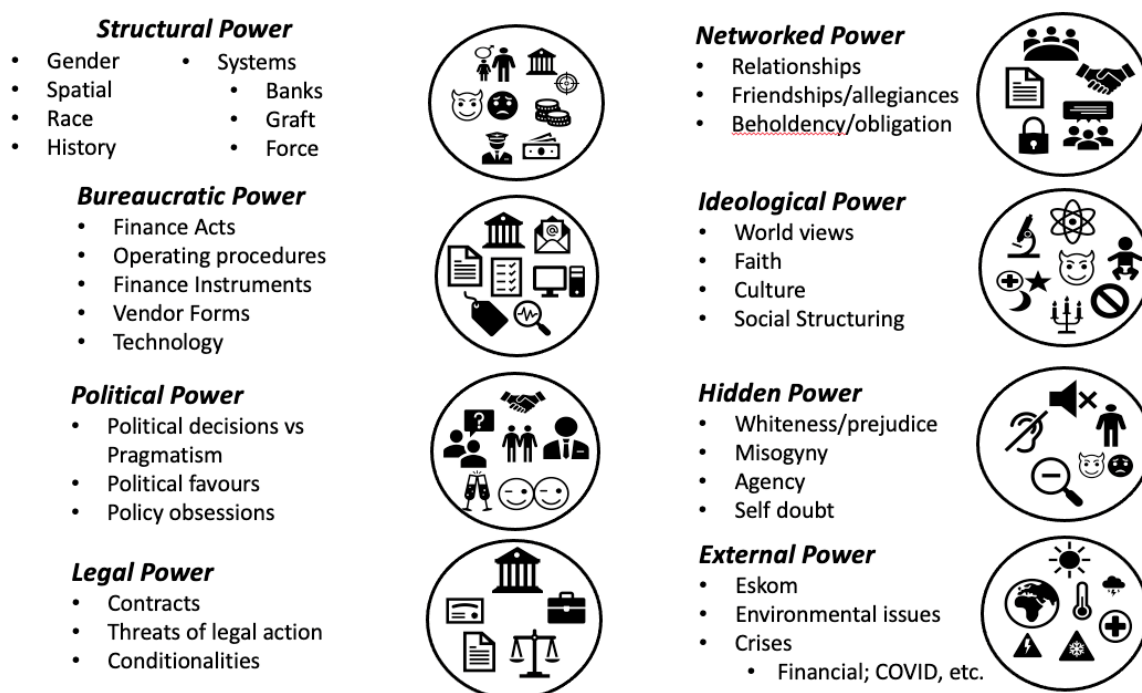 Structural Power
• Gender
• Spatial
• Race
• History
• Systems
• Banks
• Graft
• Force
Bureaucratic Power
• Finance Acts
• Operating procedures
• Finance Instruments
• Vendor Forms
• Technology
Political Power
• Political decisions vs
Pragmatism
• Political favours
• Policy obsessions
Legal Power
• Contracts
• Threats of legal action
• Conditionalities
Networked Power
• Relationships
• Friendships/allegiances
• Beholdency/obligation
Ideological Power
• World views
• Faith
• Culture
• Social Structuring
Hidden Power
• Whiteness/prejudice
• Misogyny
• Agency
• Self doubt
External Power
• Eskom
• Environmental issues
• Crises
• Financial; COVID, etc.